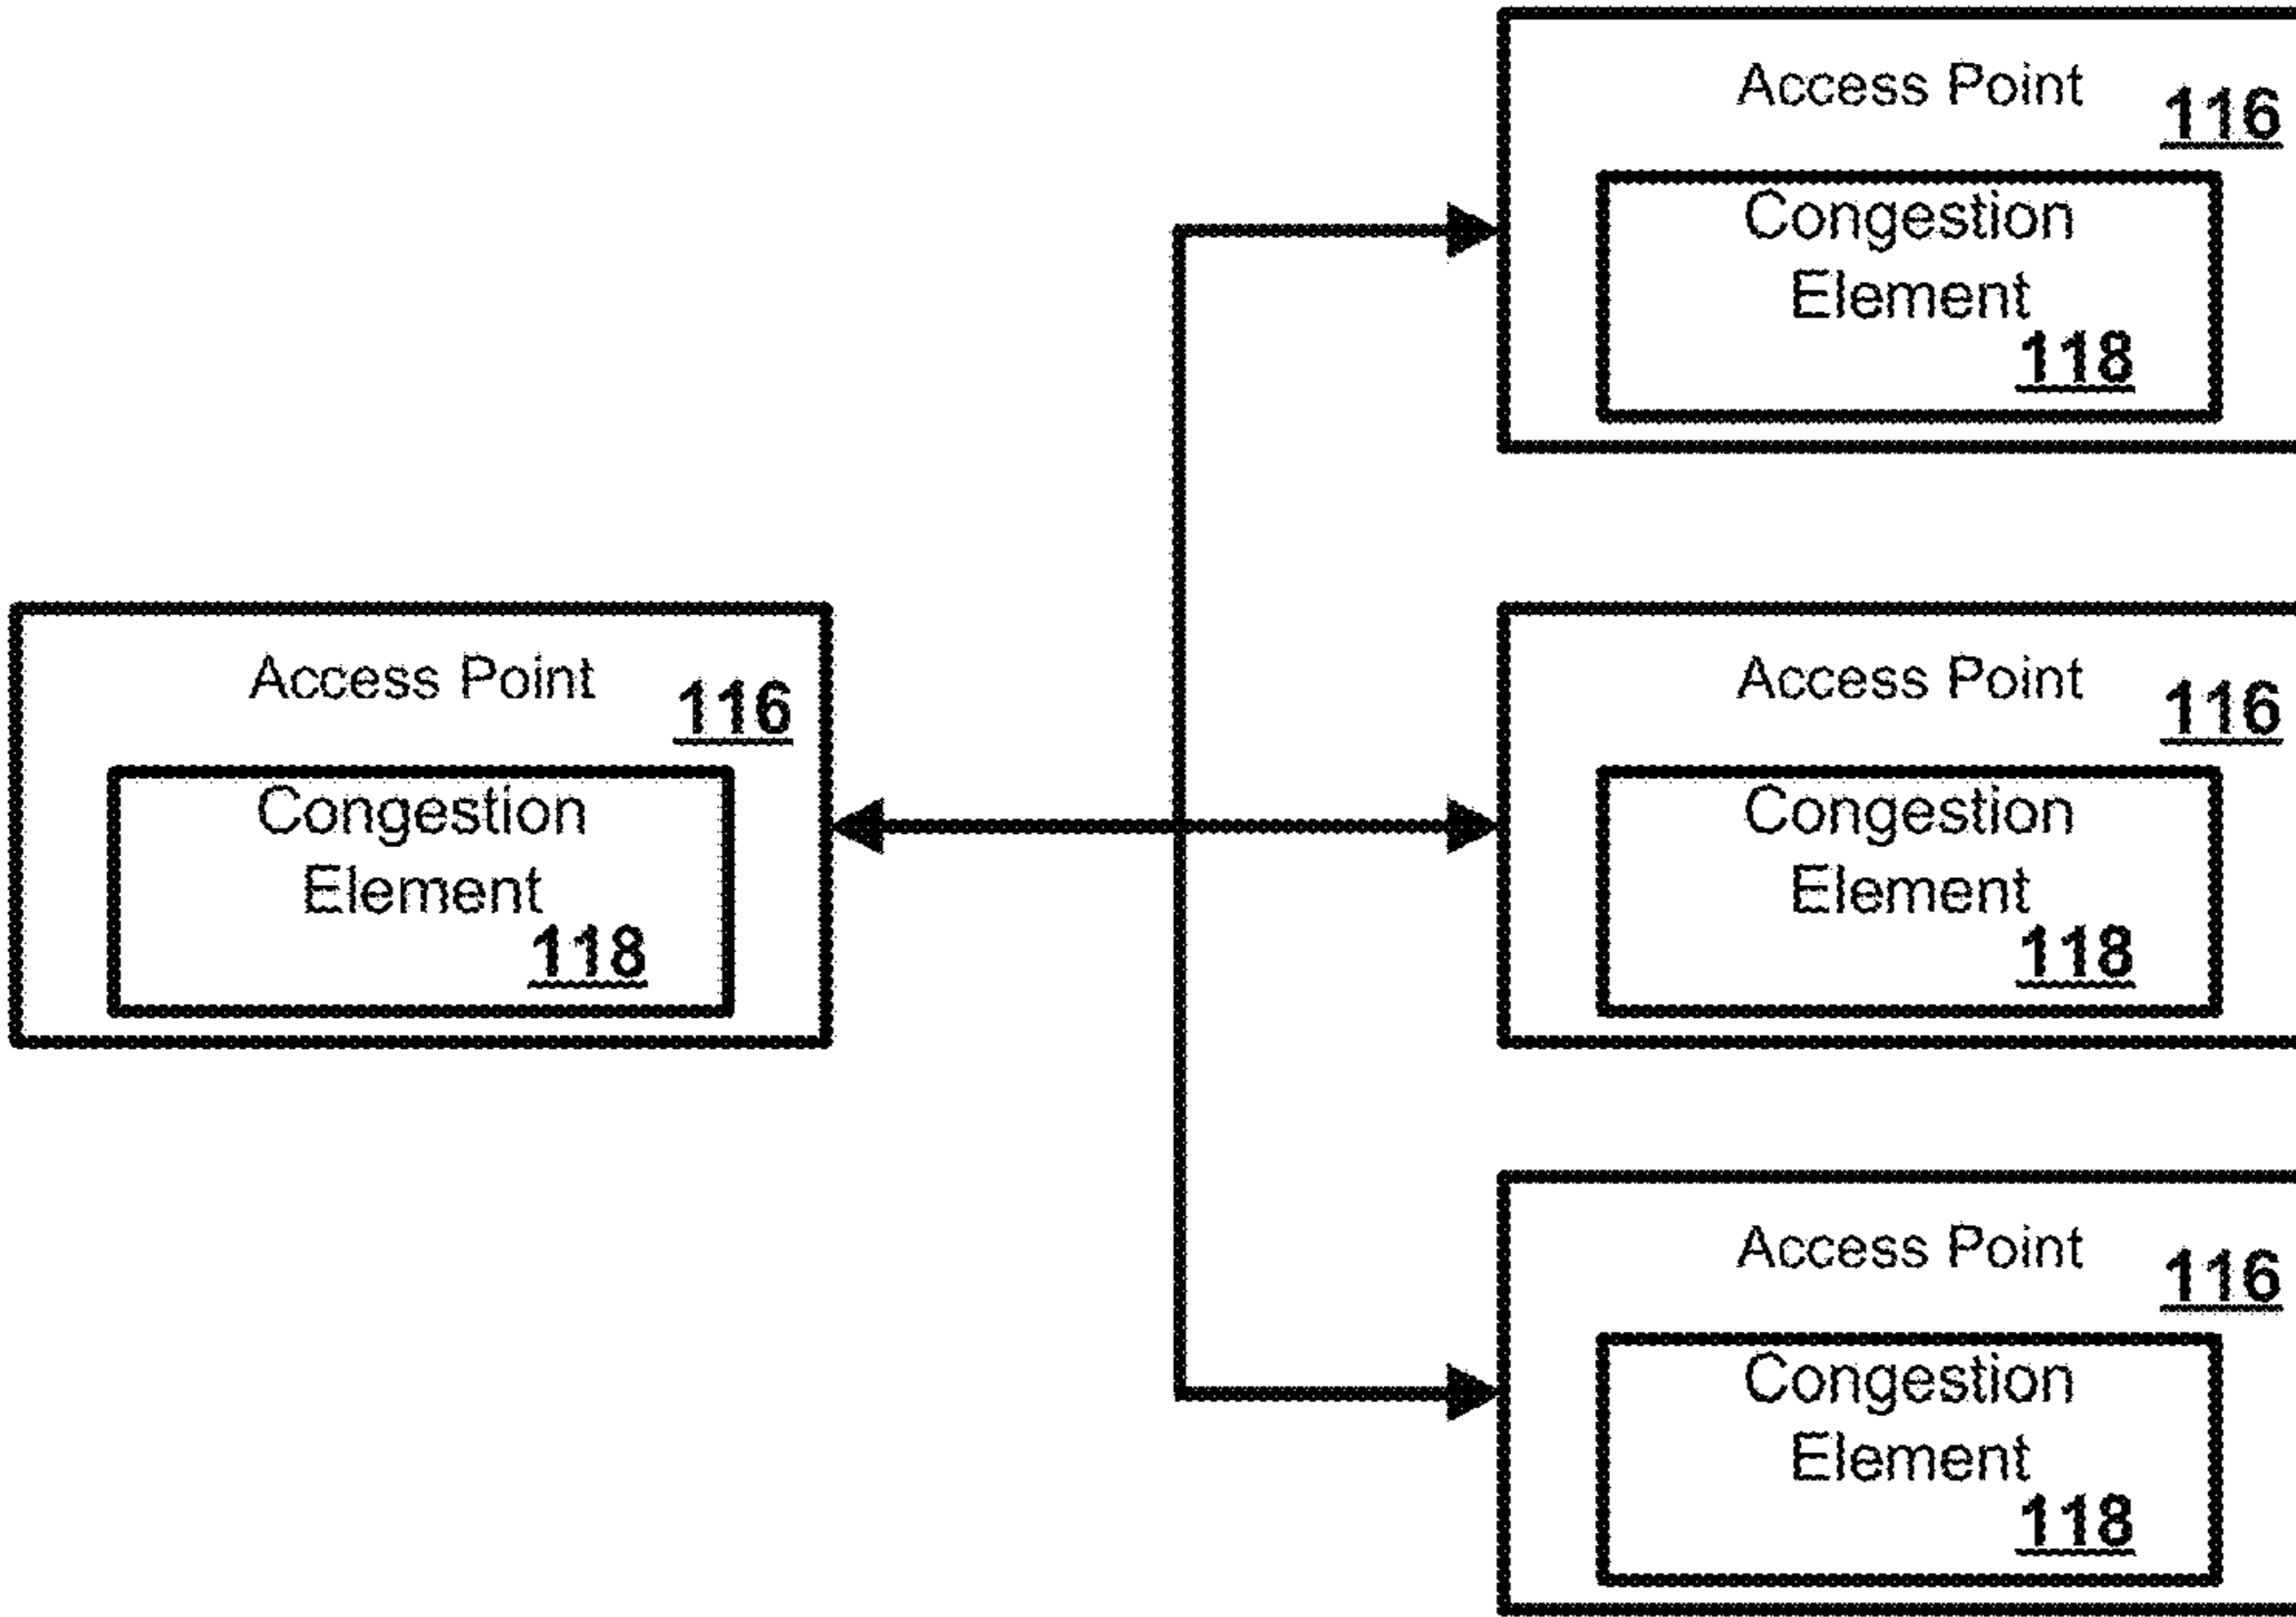 Access Point 116
Congestion
Element
118
Access Point 116
Congestion
Element
118
Access Point 116
Congestion
Element
118
Access Point 116
Congestion
Element
118